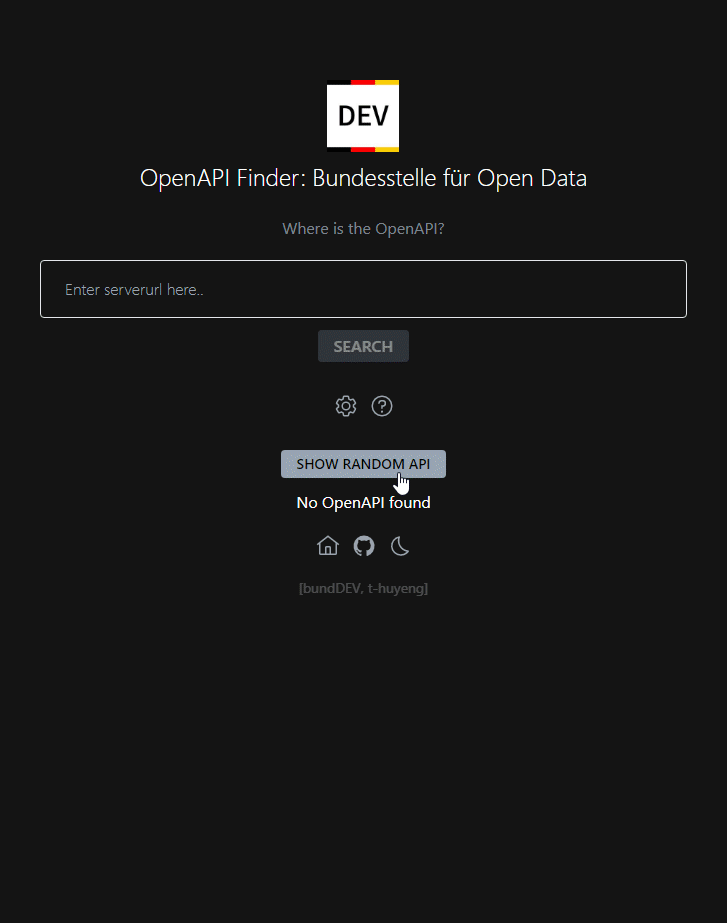 DEV
OpenAPI Finder: Bundesstelle für Open Data
Where is the OpenAPI?
Enter serverurl here..
SEARCH
SHOW RANDOM API
No OpenAPI found
[bundDEV, t-huyeng]